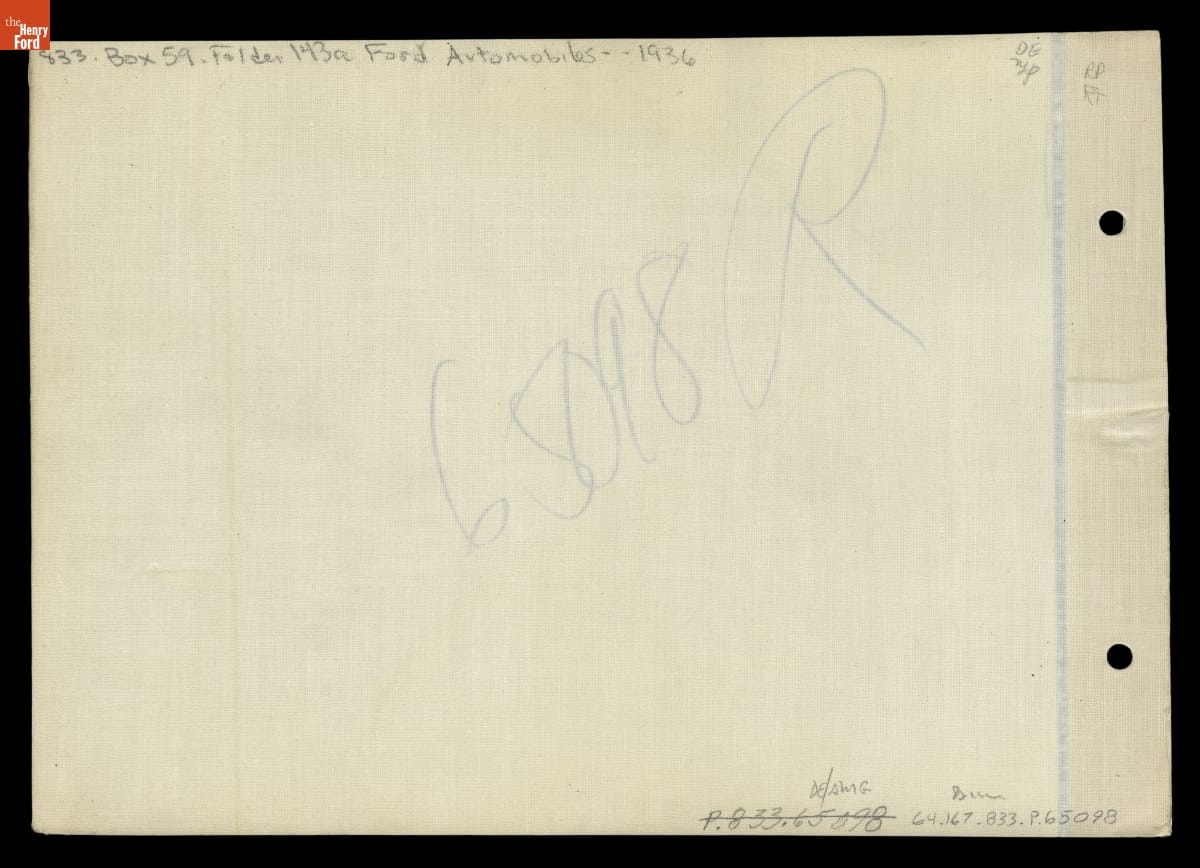 the
Henry
Ford
833. Box 59. Folder 143a Ford Automobiles- - 1936
DE
RP
65098 R
DE/AMG
P.833.65098 64.167.833.P.65098